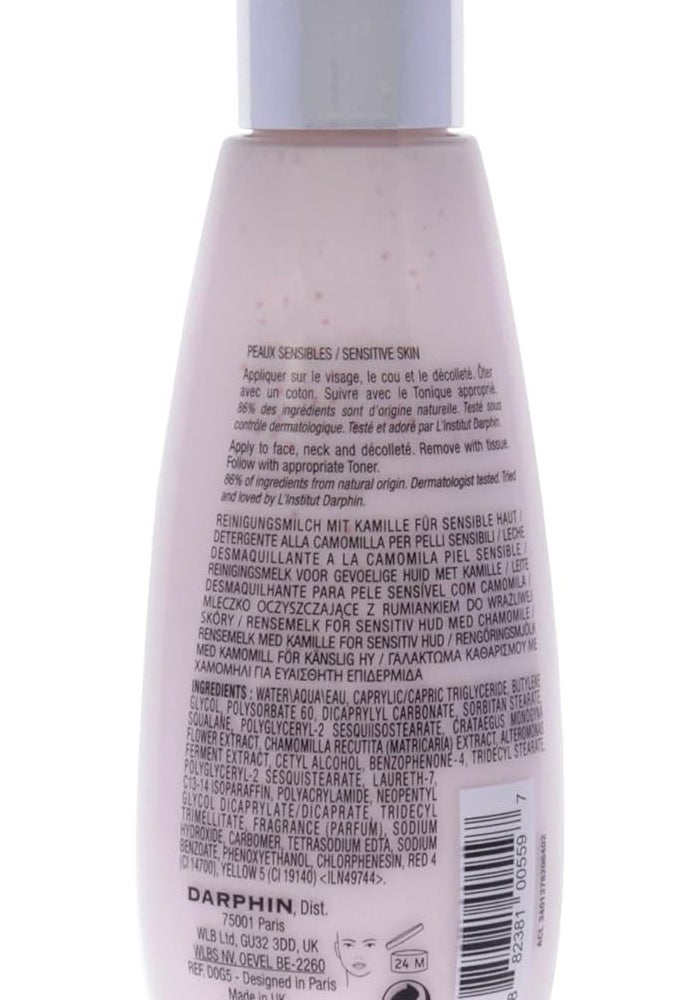 PEAUX SENSIBLES / SENSITIVE SKIN
Appliquer sur le visage, le cou et le décolleté. Ôter
avec un coton. Suivre avec le Tonique approprié.
86% des ingrédients sont d'origine naturelle. Testé sous
contrôle dermatologique. Testé et adoré par L'Institut Darphin.
Apply to face, neck and décolleté. Remove with tissue.
Follow with appropriate Toner.
86% of ingredients from natural origin. Dermatologist tested. Tried
and loved by L'Institut Darphin.
REINIGUNGSMILCH MIT KAMILLE FÜR SENSIBLE HAUT /
DETERGENTE ALLA CAMOMILLA PER PELLI SENSIBILI / LECHE
DESMAQUILLANTE A LA CAMOMILA PIEL SENSIBLE /
REINIGINGSMELK VOOR GEVOELIGE HUID MET KAMILLE / LEITE
DESMAQUILHANTE PARA PELE SENSÍVEL COM CAMOMILA /
MLECZKO OCZYSZCZAJĄCE Z RUMIANKIEM DO WRAŻLIWEJ
SKÓRY / RENSEMELK FOR SENSITIV HUD MED CHAMOMILE /
RENSEMELK MED KAMILLE FOR SENSITIV HUD / RENGÖRINGSMJÖLK
MED KAMOMILL FÖR KÄNSLIG HY / ΓΑΛΑΚΤΩΜΑ ΚΑΘΑΡΙΣΜΟΥ ΜΕ
ΧΑΜΟΜΗΛΙ ΓΙΑ ΕΥΑΙΣΘΗΤΗ ΕΠΙΔΕΡΜΙΔΑ
INGREDIENTS : WATER\AQUA\EAU, CAPRYLIC/CAPRIC TRIGLYCERIDE, BUTYLENE
GLYCOL, POLYSORBATE 60, DICAPRYLYL CARBONATE, SORBITAN STEARATE,
SQUALANE, POLYGLYCERYL-2 SESQUIISOSTEARATE, CRATAEGUS MONOGYNA
FLOWER EXTRACT, CHAMOMILLA RECUTITA (MATRICARIA) EXTRACT, ALTEROMONAS
FERMENT EXTRACT, CETYL ALCOHOL, BENZOPHENONE-4, TRIDECYL STEARATE,
POLYGLYCERYL-2 SESQUISTEARATE, LAURETH-7,
C13-14 ISOPARAFFIN, POLYACRYLAMIDE, NEOPENTYL
GLYCOL DICAPRYLATE/DICAPRATE, TRIDECYL
TRIMELLITATE, FRAGRANCE (PARFUM), SODIUM
HYDROXIDE, CARBOMER, TETRASODIUM EDTA, SODIUM
BENZOATE, PHENOXYETHANOL, CHLORPHENESIN, RED 4
(CI 14700), YELLOW 5 (CI 19140) <ILN49744>.
DARPHIN, Dist.
75001 Paris
WLB Ltd, GU32 3DD, UK
WLBS NV, OEVEL BE-2260
REF D0G5 - Designed in Paris
Made in UK
24 M
82381 00559 7
ACL 3401378206402